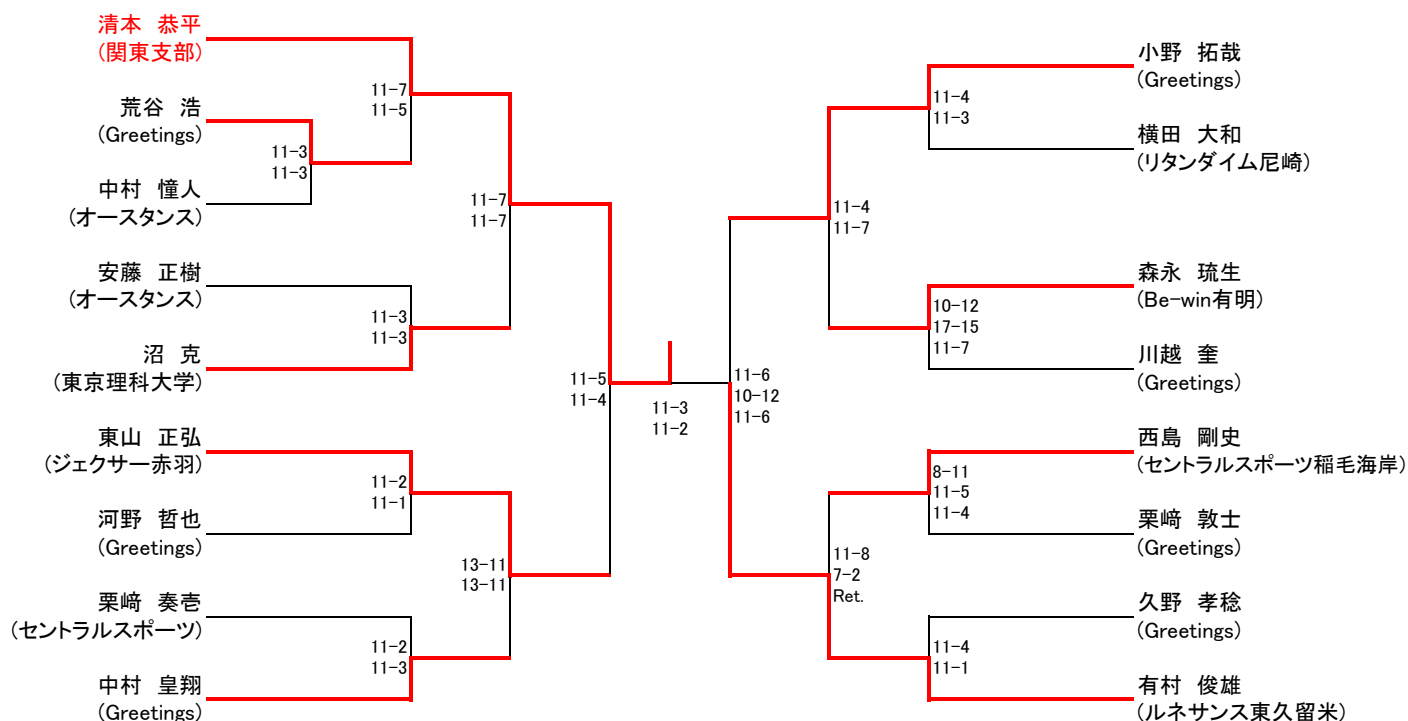 清本　恭平
(関東支部)
11-7
11-5
荒谷　浩
(Greetings)
11-3
11-3
中村　憧人
(オースタンス)
11-7
11-7
安藤　正樹
(オースタンス)
11-3
11-3
沼　克
(東京理科大学)
11-5
11-4
東山　正弘
(ジェクサー赤羽)
11-2
11-1
河野　哲也
(Greetings)
13-11
13-11
栗﨑　奏壱
(セントラルスポーツ)
11-2
11-3
中村　皇翔
(Greetings)
11-3
11-2
小野　拓哉
(Greetings)
11-4
11-3
横田　大和
(リタンダイム尼崎)
11-4
11-7
森永　琉生
(Be-win有明)
10-12
17-15
11-7
川越　奎
(Greetings)
11-6
10-12
11-6
西島　剛史
(セントラルスポーツ稲毛海岸)
8-11
11-5
11-4
栗﨑　敦士
(Greetings)
11-8
7-2
Ret.
久野　孝稔
(Greetings)
11-4
11-1
有村　俊雄
(ルネサンス東久留米)